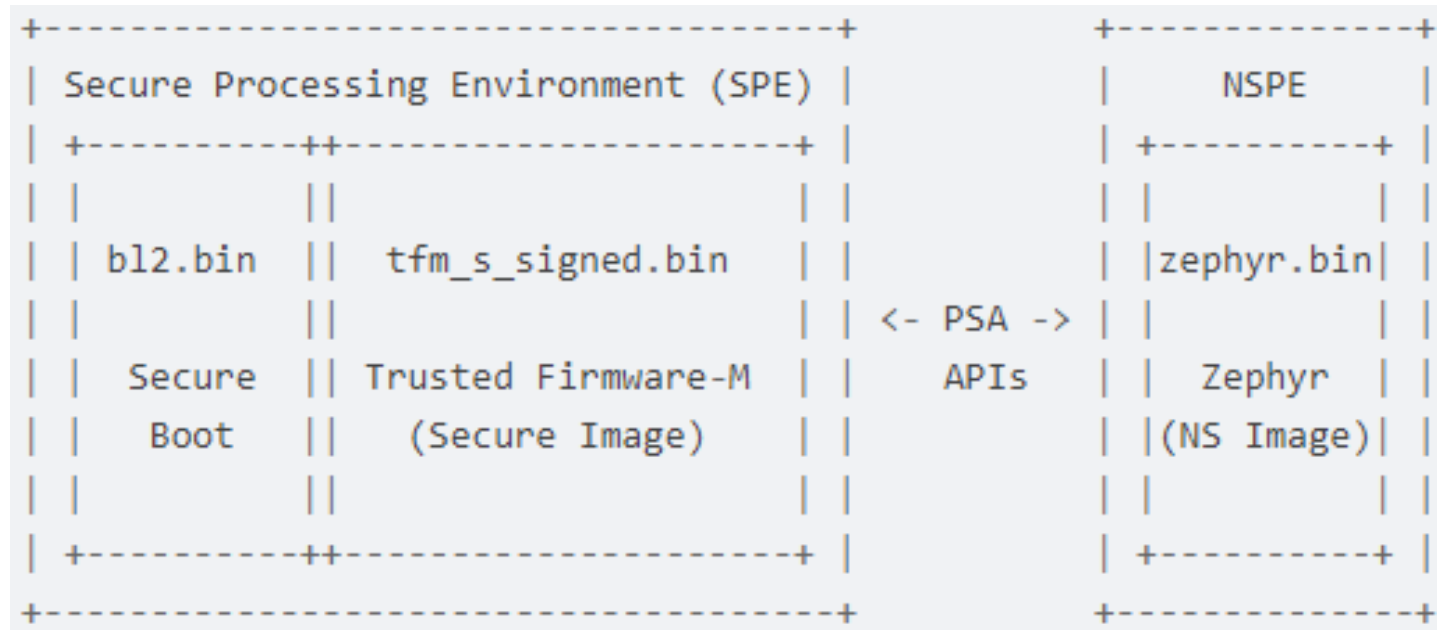 Secure Processing Environment (SPE) NSPE
bl2.bin tfm_s_signed.bin zephyr.bin
<- PSA ->
Secure Trusted Firmware-M APIs Zephyr
Boot (Secure Image) (NS Image)